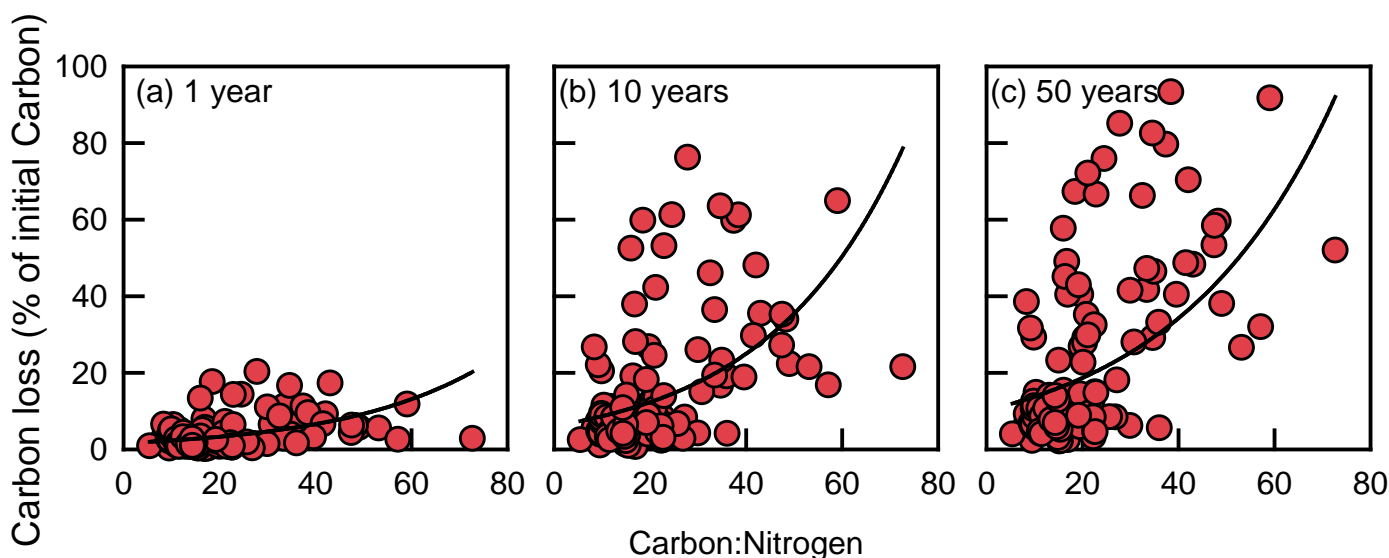 Carbon loss (% of initial Carbon)
100
80
60
40
20
0
(a) 1 year
(b) 10 years
(c) 50 years
0 20 40 60 80
0 20 40 60 80
0 20 40 60 80
Carbon:Nitrogen